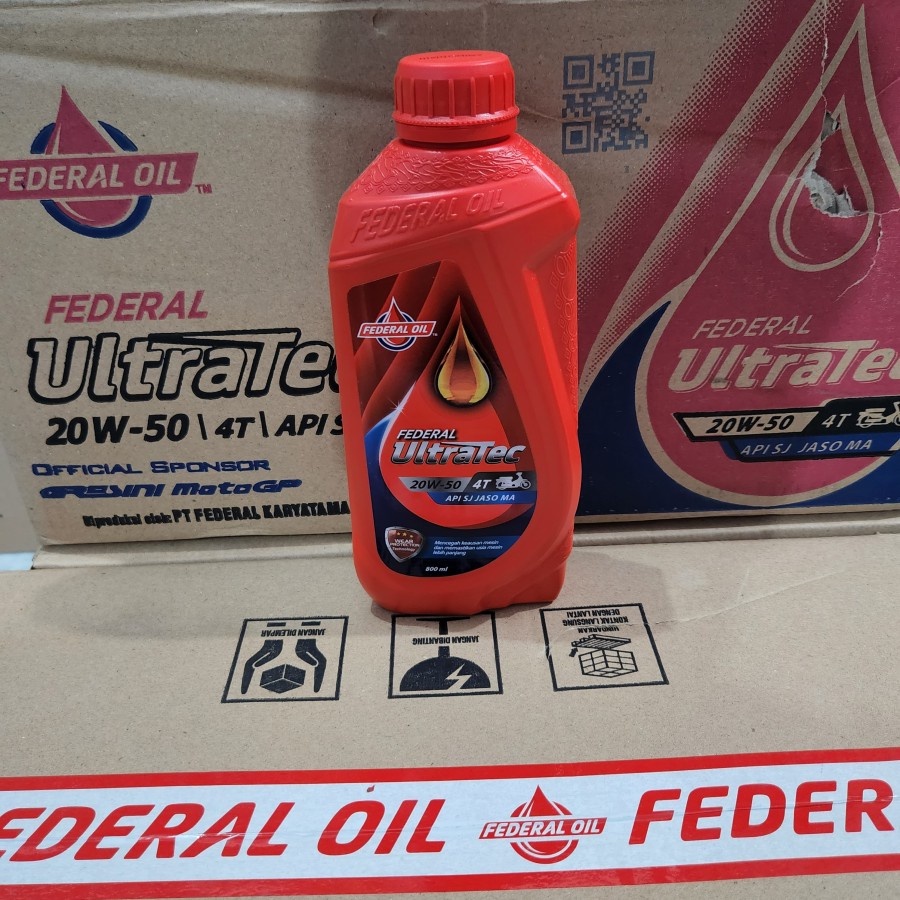 FEDERAL OIL
TM
FEDERAL
UltraTec
20W-50 \ 4T \ API S
OFFICIAL SPONSOR
GRESINI MotoGP
Diproduksi oleh: PT FEDERAL KARYATAMA
FEDERAL OIL
FEDERAL OIL
FEDERAL
UltraTec
20W-50 4T
API SJ JASO MA
WEAR
PROTECTION
Technology
Mencegah keausan mesin
dan memastikan usia mesin
lebih panjang
800 ml
FEDERAL
UltraTec
20W-50 4T
API SJ JASO MA
JANGAN DILEMPAR
JANGAN DIBANTING
HINDARKAN
KONTAK LANGSUNG
DENGAN LANTAI
FEDERAL OIL
FEDERAL OIL
FEDER